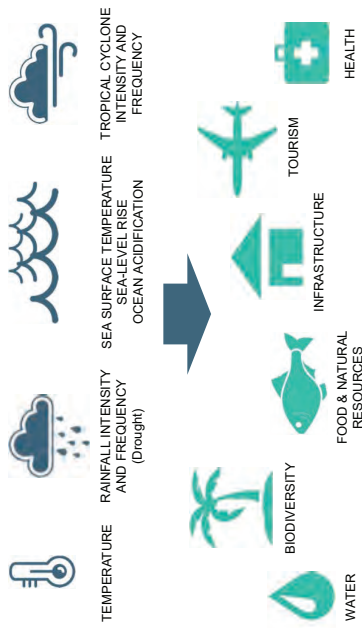 TEMPERATURE
RAINFALL INTENSITY
AND FREQUENCY
(Drought)
SEA SURFACE TEMPERATURE
SEA-LEVEL RISE
OCEAN ACIDIFICATION
TROPICAL CYCLONE
INTENSITY AND
FREQUENCY
WATER
BIODIVERSITY
FOOD & NATURAL
RESOURCES
INFRASTRUCTURE
TOURISM
HEALTH